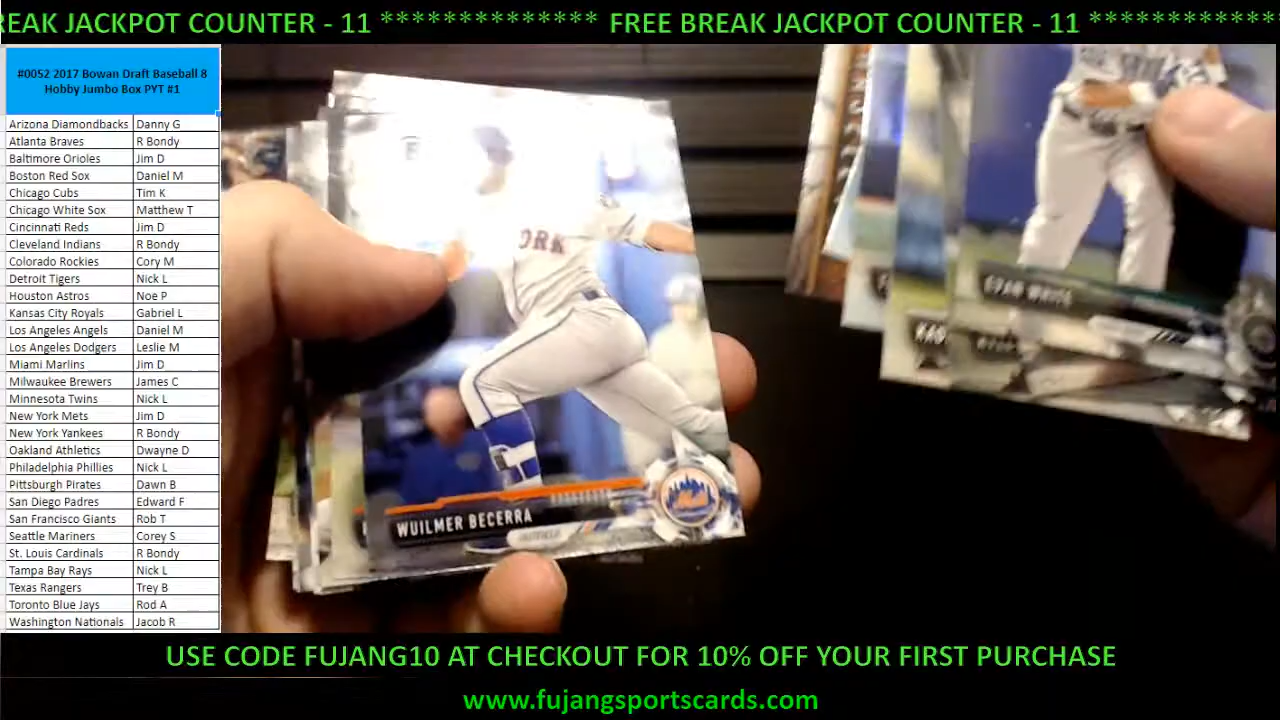 REAK JACKPOT COUNTER - 11 ************** FREE BREAK JACKPOT COUNTER - 11 *************
#0052 2017 Bowan Draft Baseball 8
Hobby Jumbo Box PYT #1
Arizona Diamondbacks Danny G
Atlanta Braves R Bondy
Baltimore Orioles Jim D
Boston Red Sox Daniel M
Chicago Cubs Tim K
Chicago White Sox Matthew T
Cincinnati Reds Jim D
Cleveland Indians R Bondy
Colorado Rockies Cory M
Detroit Tigers Nick L
Houston Astros Noe P
Kansas City Royals Gabriel L
Los Angeles Angels Daniel M
Los Angeles Dodgers Leslie M
Miami Marlins Jim D
Milwaukee Brewers James C
Minnesota Twins Nick L
New York Mets Jim D
New York Yankees R Bondy
Oakland Athletics Dwayne D
Philadelphia Phillies Nick L
Pittsburgh Pirates Dawn B
San Diego Padres Edward F
San Francisco Giants Rob T
Seattle Mariners Corey S
St. Louis Cardinals R Bondy
Tampa Bay Rays Nick L
Texas Rangers Trey B
Toronto Blue Jays Rod A
Washington Nationals Jacob R
ORK
WUILMER BECERRA
Mets
EVAN WHITE
USE CODE FUJANG10 AT CHECKOUT FOR 10% OFF YOUR FIRST PURCHASE
www.fujangsportscards.com